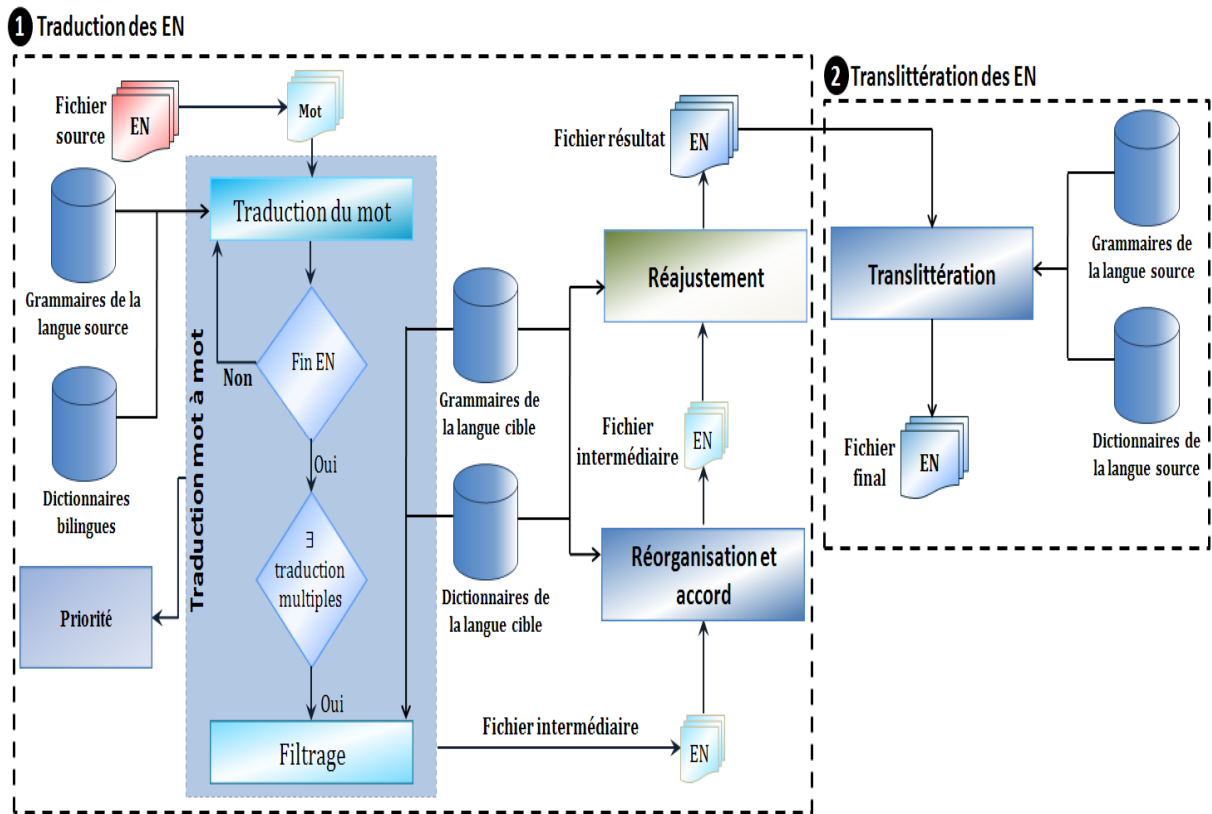 1 Traduction des EN
Fichier
source
EN
Mot
Grammaires de la
langue source
Dictionnaires
bilingues
Priorité
Traduction mot à mot
Traduction du mot
Fin EN
Non
Oui
∃
traduction
multiples
Oui
Filtrage
Grammaires de
la langue cible
Dictionnaires de
la langue cible
Fichier intermédiaire
EN
Réorganisation et
accord
Fichier
intermédiaire
EN
Réajustement
Fichier résultat
EN
2 Translittération des EN
Translittération
Grammaires de
la langue source
Dictionnaires de
la langue source
Fichier
final
EN